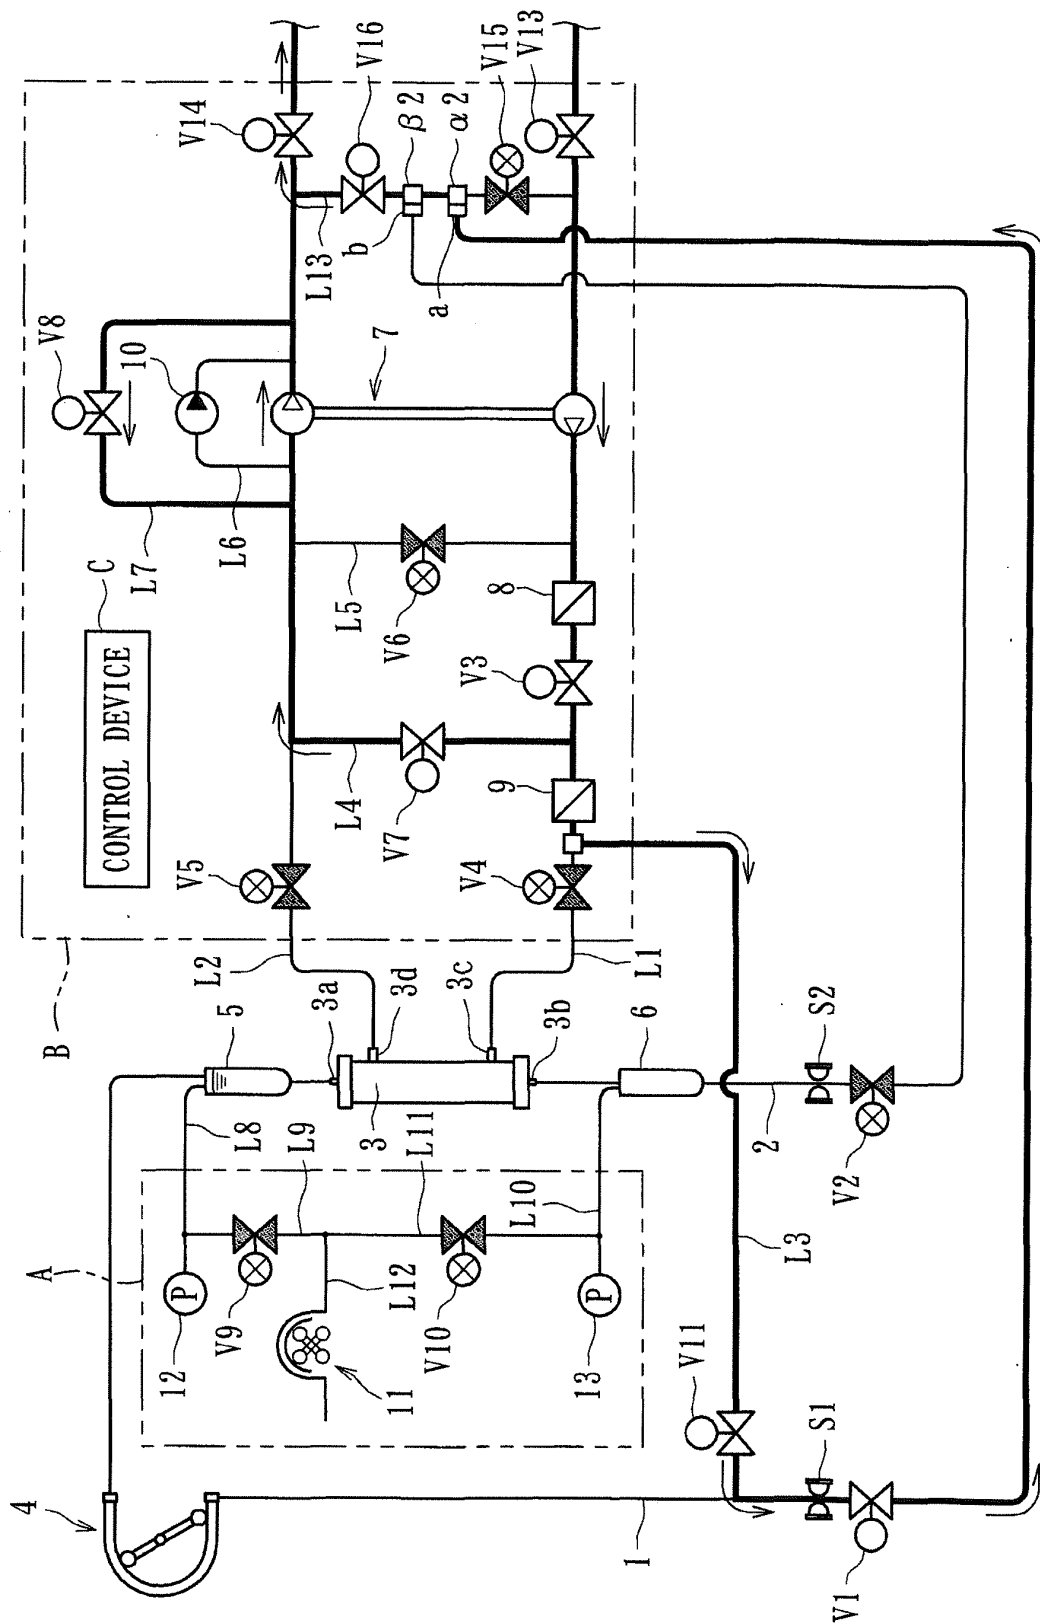 V14
V16
β2
α2
V15
V13
b
a
L13
V8
10
7
L6
L7
C
CONTROL DEVICE
L5
V6
8
V3
L4
V7
9
V5
V4
B
L2
L1
5
3a
3d
3c
3b
6
3
L8
L9
L11
L10
2
S2
V2
L3
A
P
12
V9
L12
11
V10
P
13
V11
S1
4
1
V1